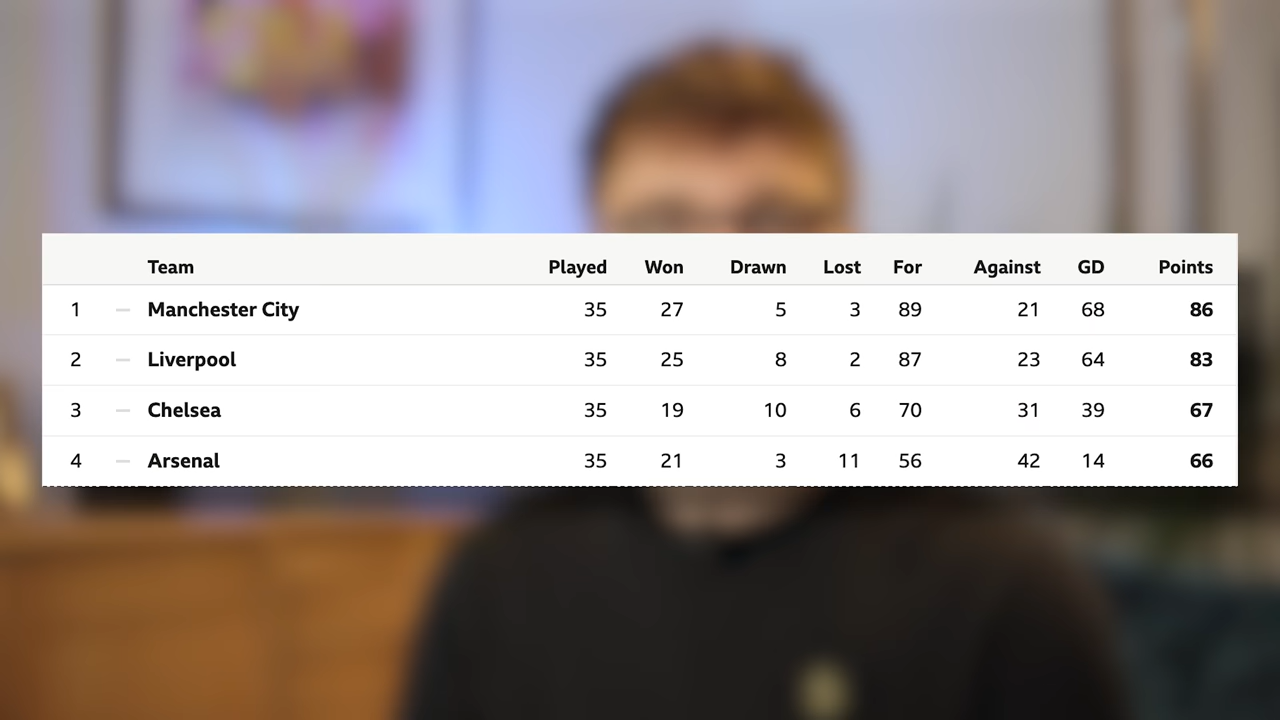 Team Played Won Drawn Lost For Against GD Points
1 – Manchester City 35 27 5 3 89 21 68 86
2 – Liverpool 35 25 8 2 87 23 64 83
3 – Chelsea 35 19 10 6 70 31 39 67
4 – Arsenal 35 21 3 11 56 42 14 66